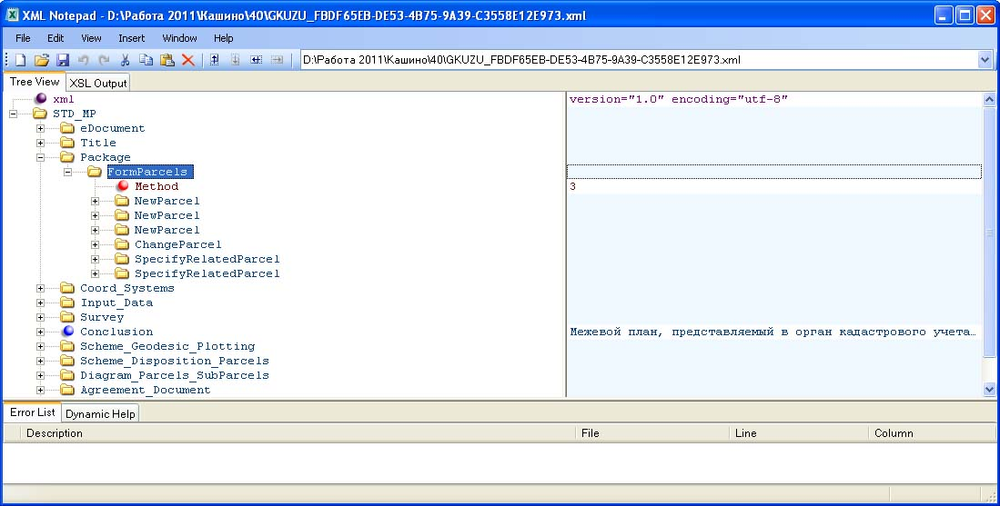 XML Notepad - D:\Работа 2011\Кашино\40\GKUZU_FBDF65EB-DE53-4B75-9A39-C3558E12E973.xml
File Edit View Insert Window Help
D:\Работа 2011\Кашино\40\GKUZU_FBDF65EB-DE53-4B75-9A39-C3558E12E973.xml
Tree View XSL Output
xml version="1.0" encoding="utf-8"
STD_MP
eDocument
Title
Package
FormParcels
Method 3
NewParcel
NewParcel
NewParcel
ChangeParcel
SpecifyRelatedParcel
SpecifyRelatedParcel
Coord_Systems
Input_Data
Survey
Conclusion Межевой план, представляемый в орган кадастрового учета…
Scheme_Geodesic_Plotting
Scheme_Disposition_Parcels
Diagram_Parcels_SubParcels
Agreement_Document
Error List Dynamic Help
Description File Line Column